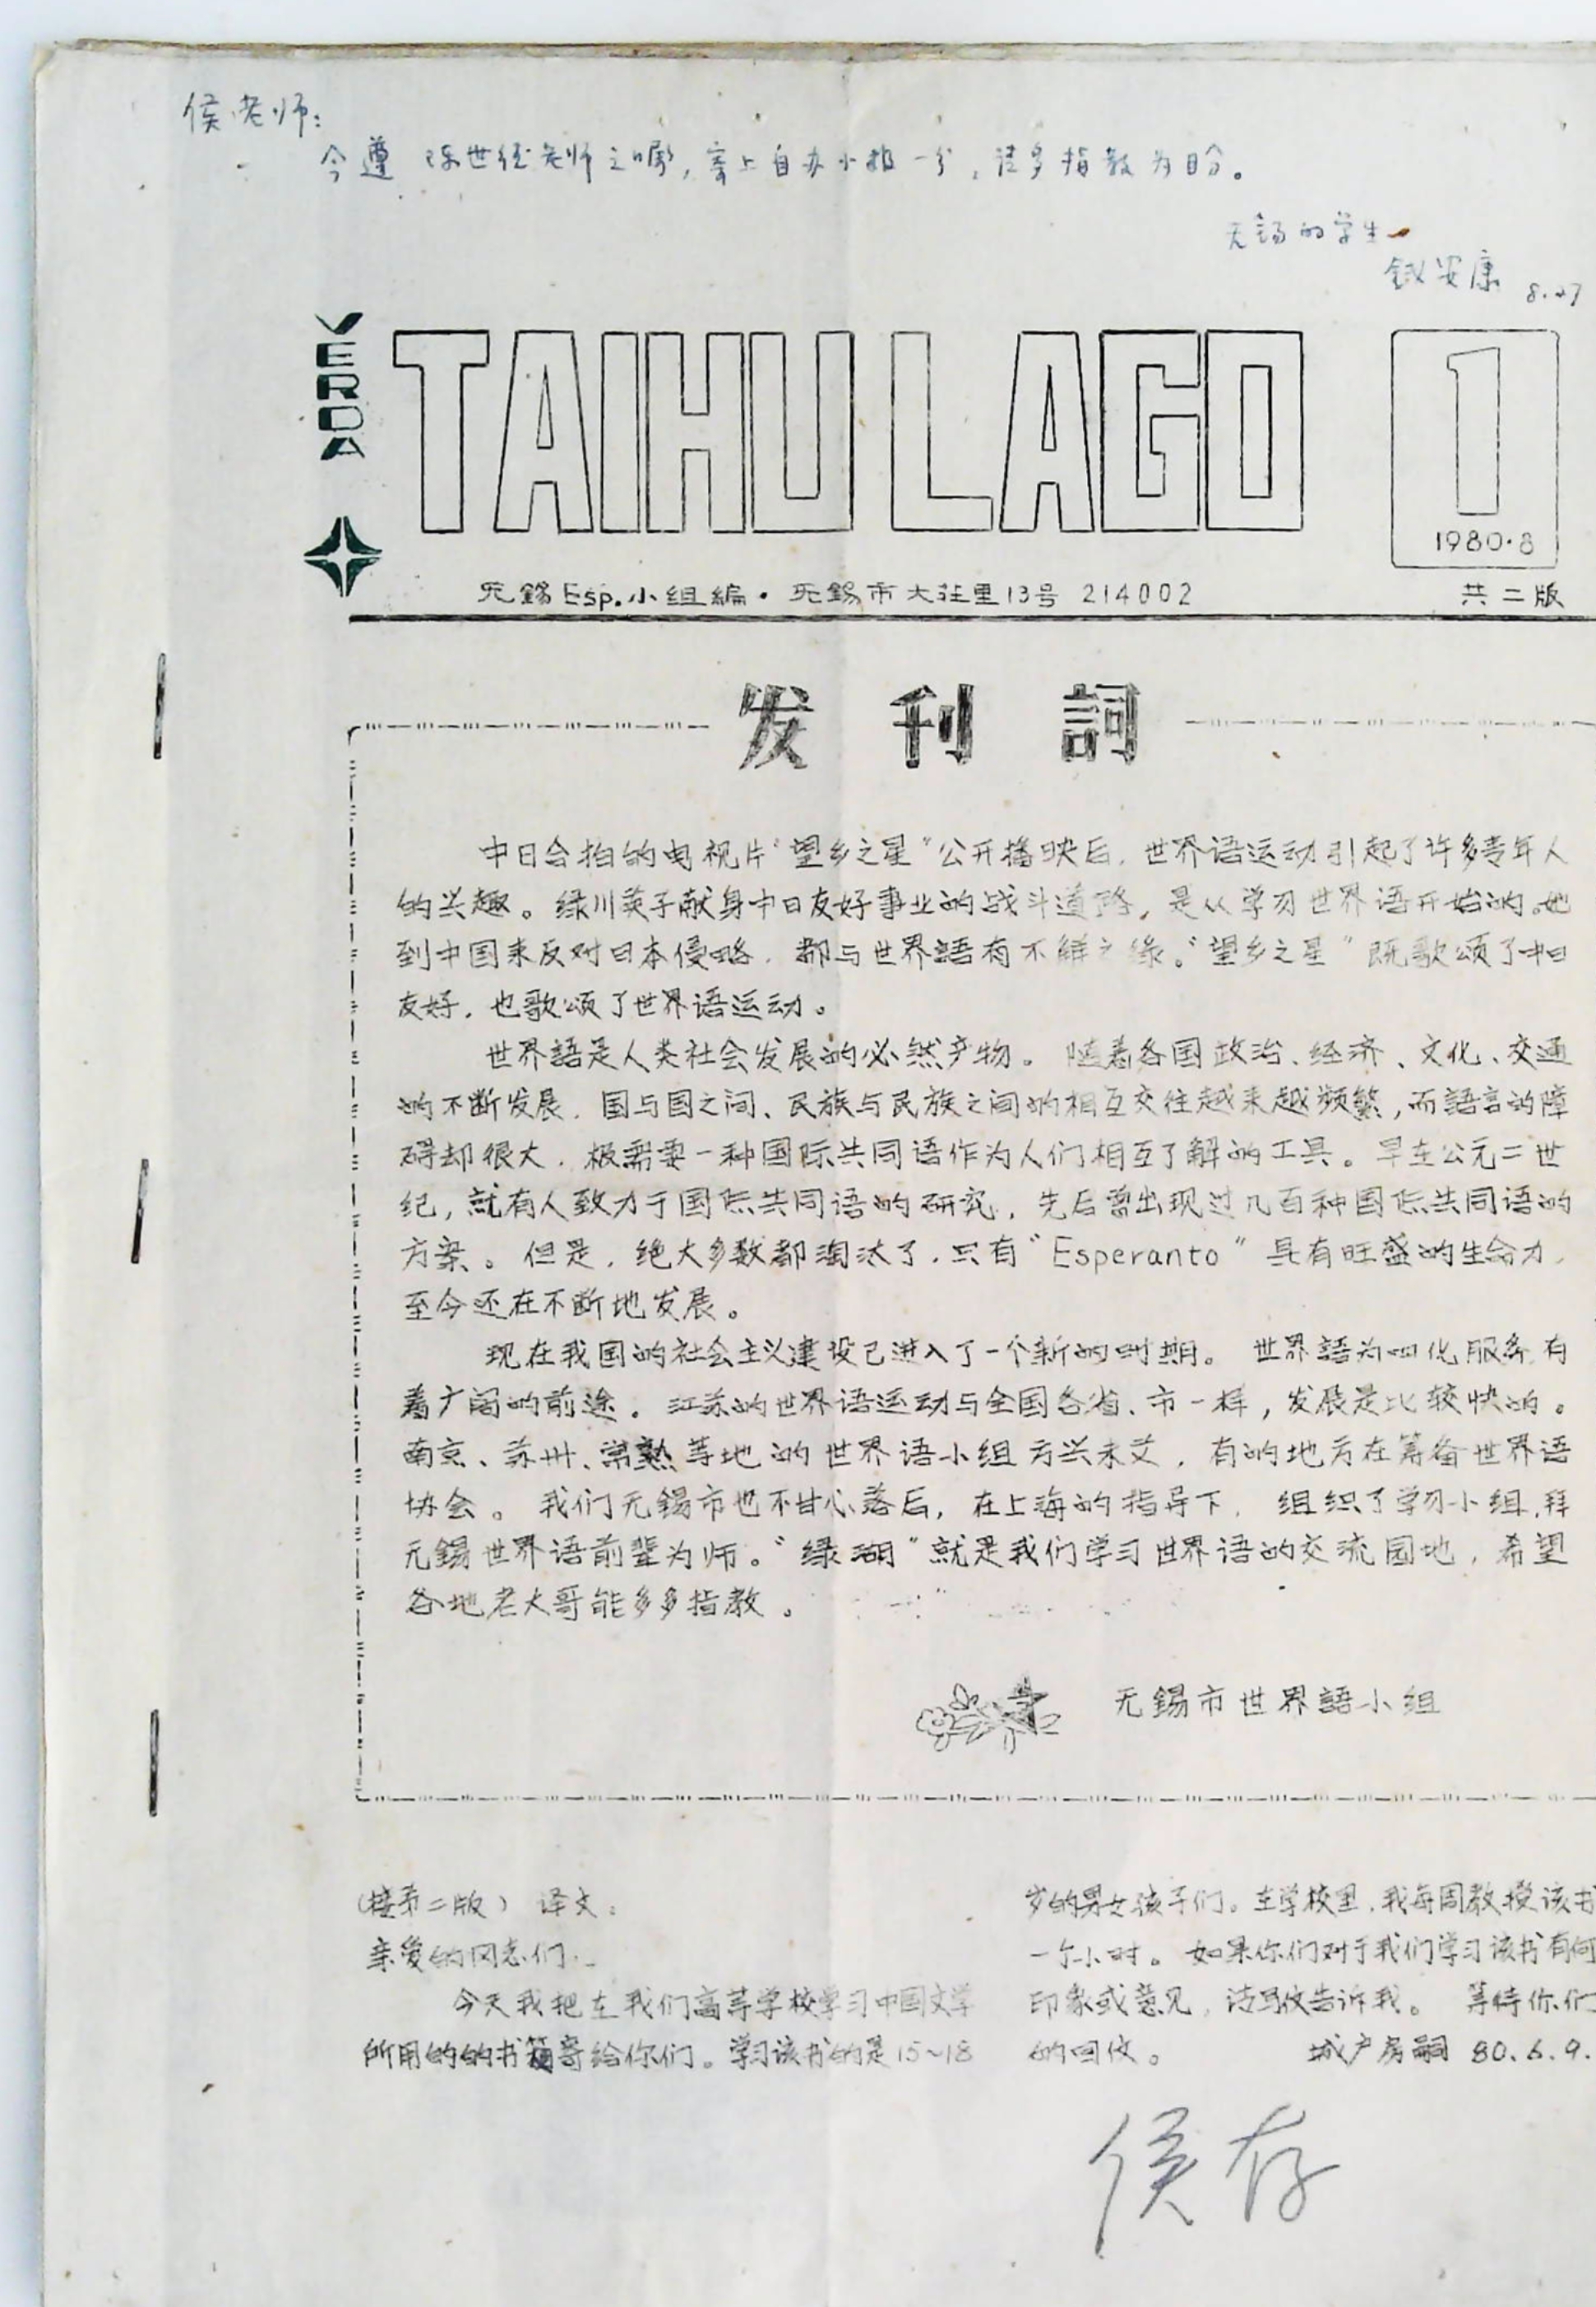 侯老师：
今遵 陈世经老师之嘱，寄上自办小报一分，请多指教为盼。
无锡的学生
钱安康 8.27
VERDA
TAIHU LAGO
1
1980·8
无錫Esp.小组編·无錫市大莊里13号 214002
共二版
发刊詞
中日合拍的电视片“望乡之星”公开播映后，世界语运动引起了许多青年人
的兴趣。绿川英子献身中日友好事业的战斗道路，是从学习世界语开始的。她
到中国来反对日本侵略，都与世界語有不解之缘。“望乡之星”既歌颂了中日
友好，也歌颂了世界语运动。
世界語是人类社会发展的必然产物。随着各国政治、经济、文化、交通
的不断发展，国与国之间、民族与民族之间的相互交往越来越频繁，而語言的障
碍却很大，极需要一种国际共同语作为人们相互了解的工具。早在公元二世
纪，就有人致力于国际共同语的研究，先后曾出现过几百种国际共同语的
方案。但是，绝大多数都淘汰了，只有“Esperanto”具有旺盛的生命力，
至今还在不断地发展。
现在我国的社会主义建设已进入了一个新的时期。世界語为四化服务有
着广阔的前途。江苏的世界语运动与全国各省、市一样，发展是比较快的。
南京、苏州、常熟等地的世界语小组方兴未艾，有的地方在筹备世界语
协会。我们无锡市也不甘心落后，在上海的指导下，组织了学习小组，拜
无錫世界语前辈为师。“绿湖”就是我们学习世界语的交流园地，希望
各地老大哥能多多指教。
无錫市世界語小组
（接第二版）译文。
亲爱的同志们：
今天我把在我们高等学校学习中国文学
所用的的书籍寄给你们。学习该书的是15~18
岁的男女孩子们。在学校里，我每周教授该书
一个小时。如果你们对于我们学习该书有何
印象或意见，请写信告诉我。等待你们
的回信。 城户房嗣 80.6.9.
侯存